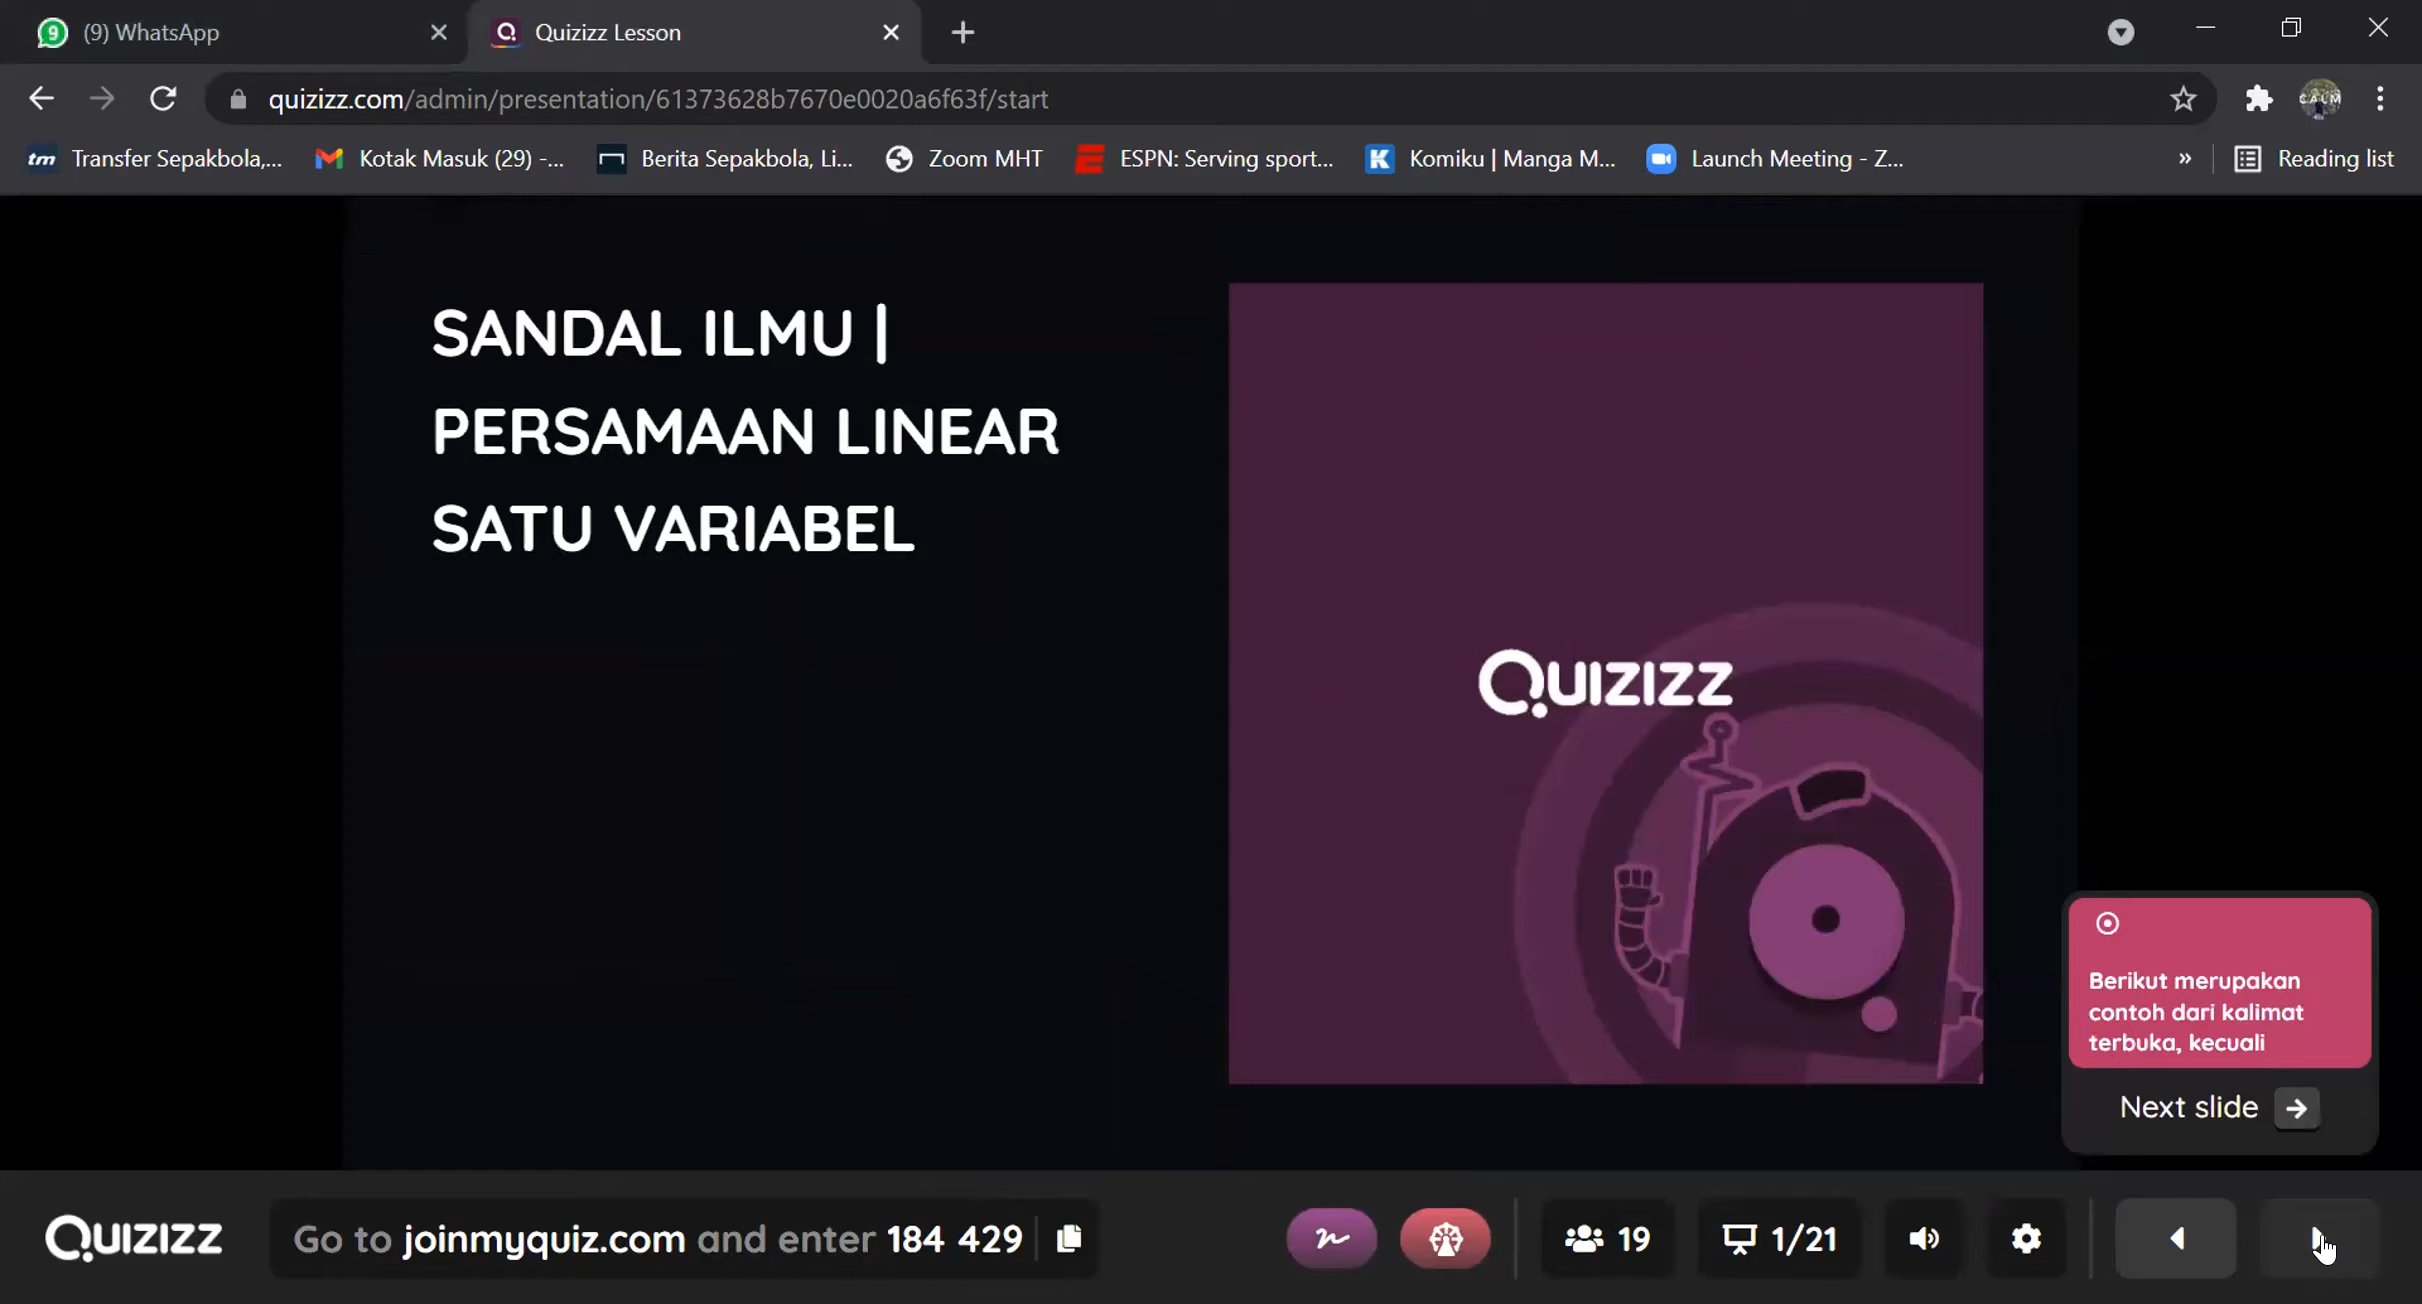 (9) WhatsApp
Quizizz Lesson
quizizz.com/admin/presentation/61373628b7670e0020a6f63f/start
CALM
tm Transfer Sepakbola,...
Kotak Masuk (29) -...
Berita Sepakbola, Li...
Zoom MHT
ESPN: Serving sport...
K Komiku | Manga M...
Launch Meeting - Z...
»
Reading list
SANDAL ILMU |
PERSAMAAN LINEAR
SATU VARIABEL
QUIZIZZ
Berikut merupakan
contoh dari kalimat
terbuka, kecuali
Next slide
QUIZIZZ
Go to joinmyquiz.com and enter 184 429
19
1/21